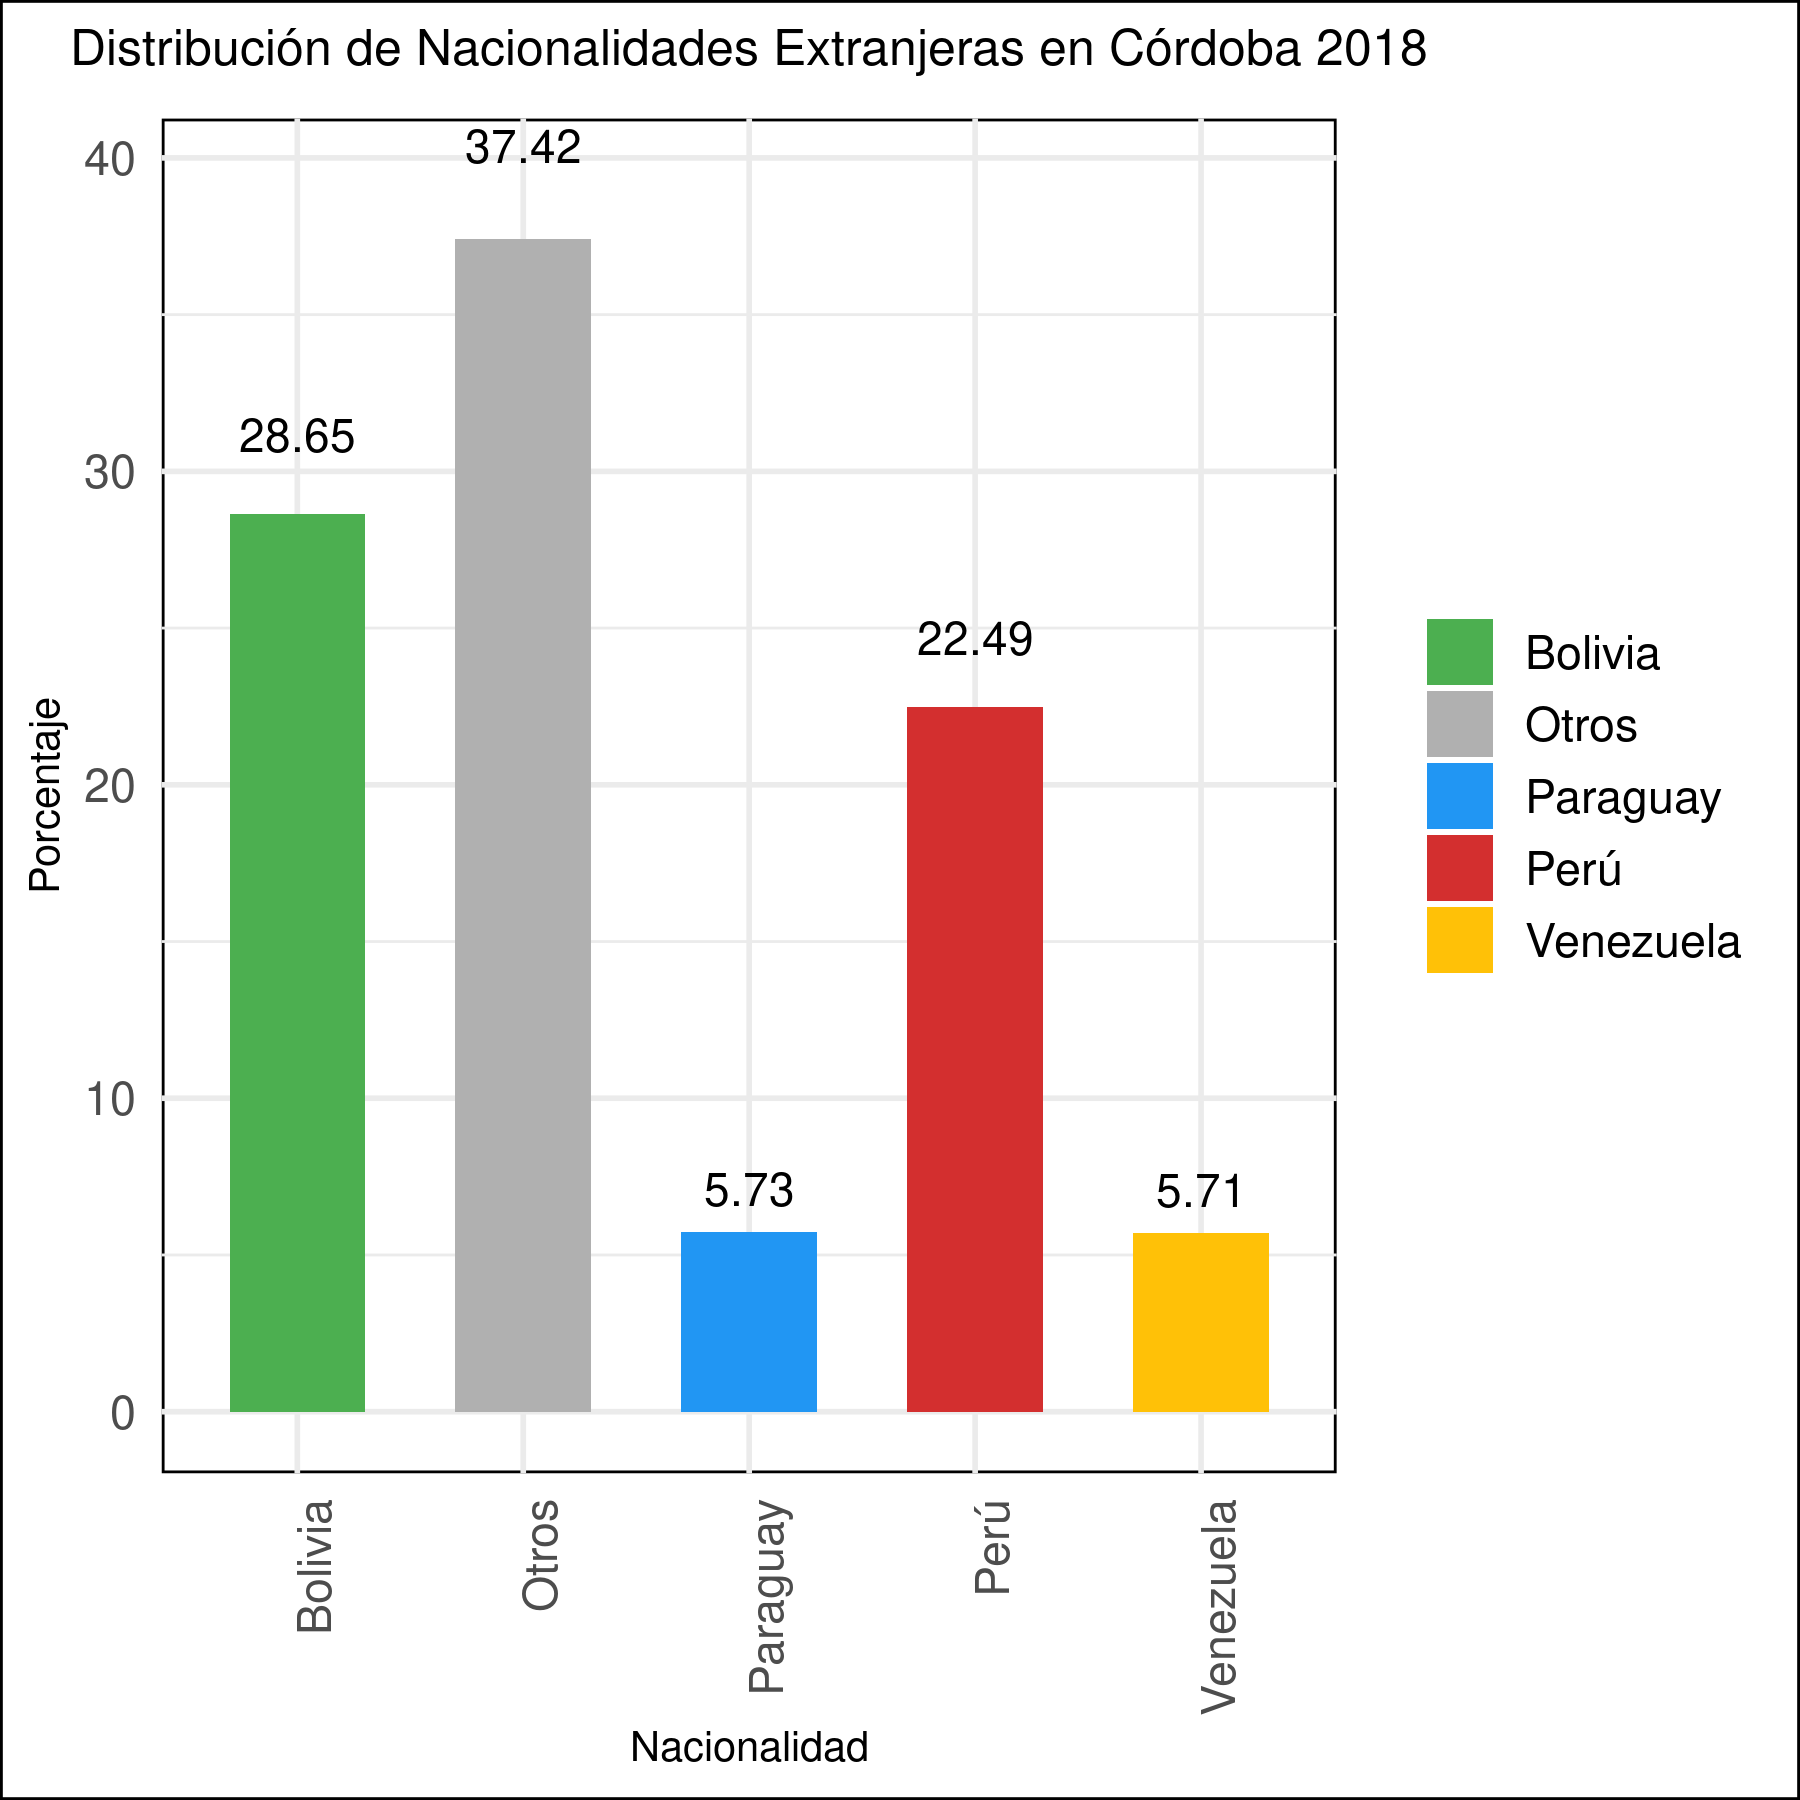 Distribución de Nacionalidades Extranjeras en Córdoba 2018
Porcentaje
40
30
20
10
0
37.42
28.65
22.49
5.73
5.71
Bolivia
Otros
Paraguay
Perú
Venezuela
Nacionalidad
Bolivia
Otros
Paraguay
Perú
Venezuela